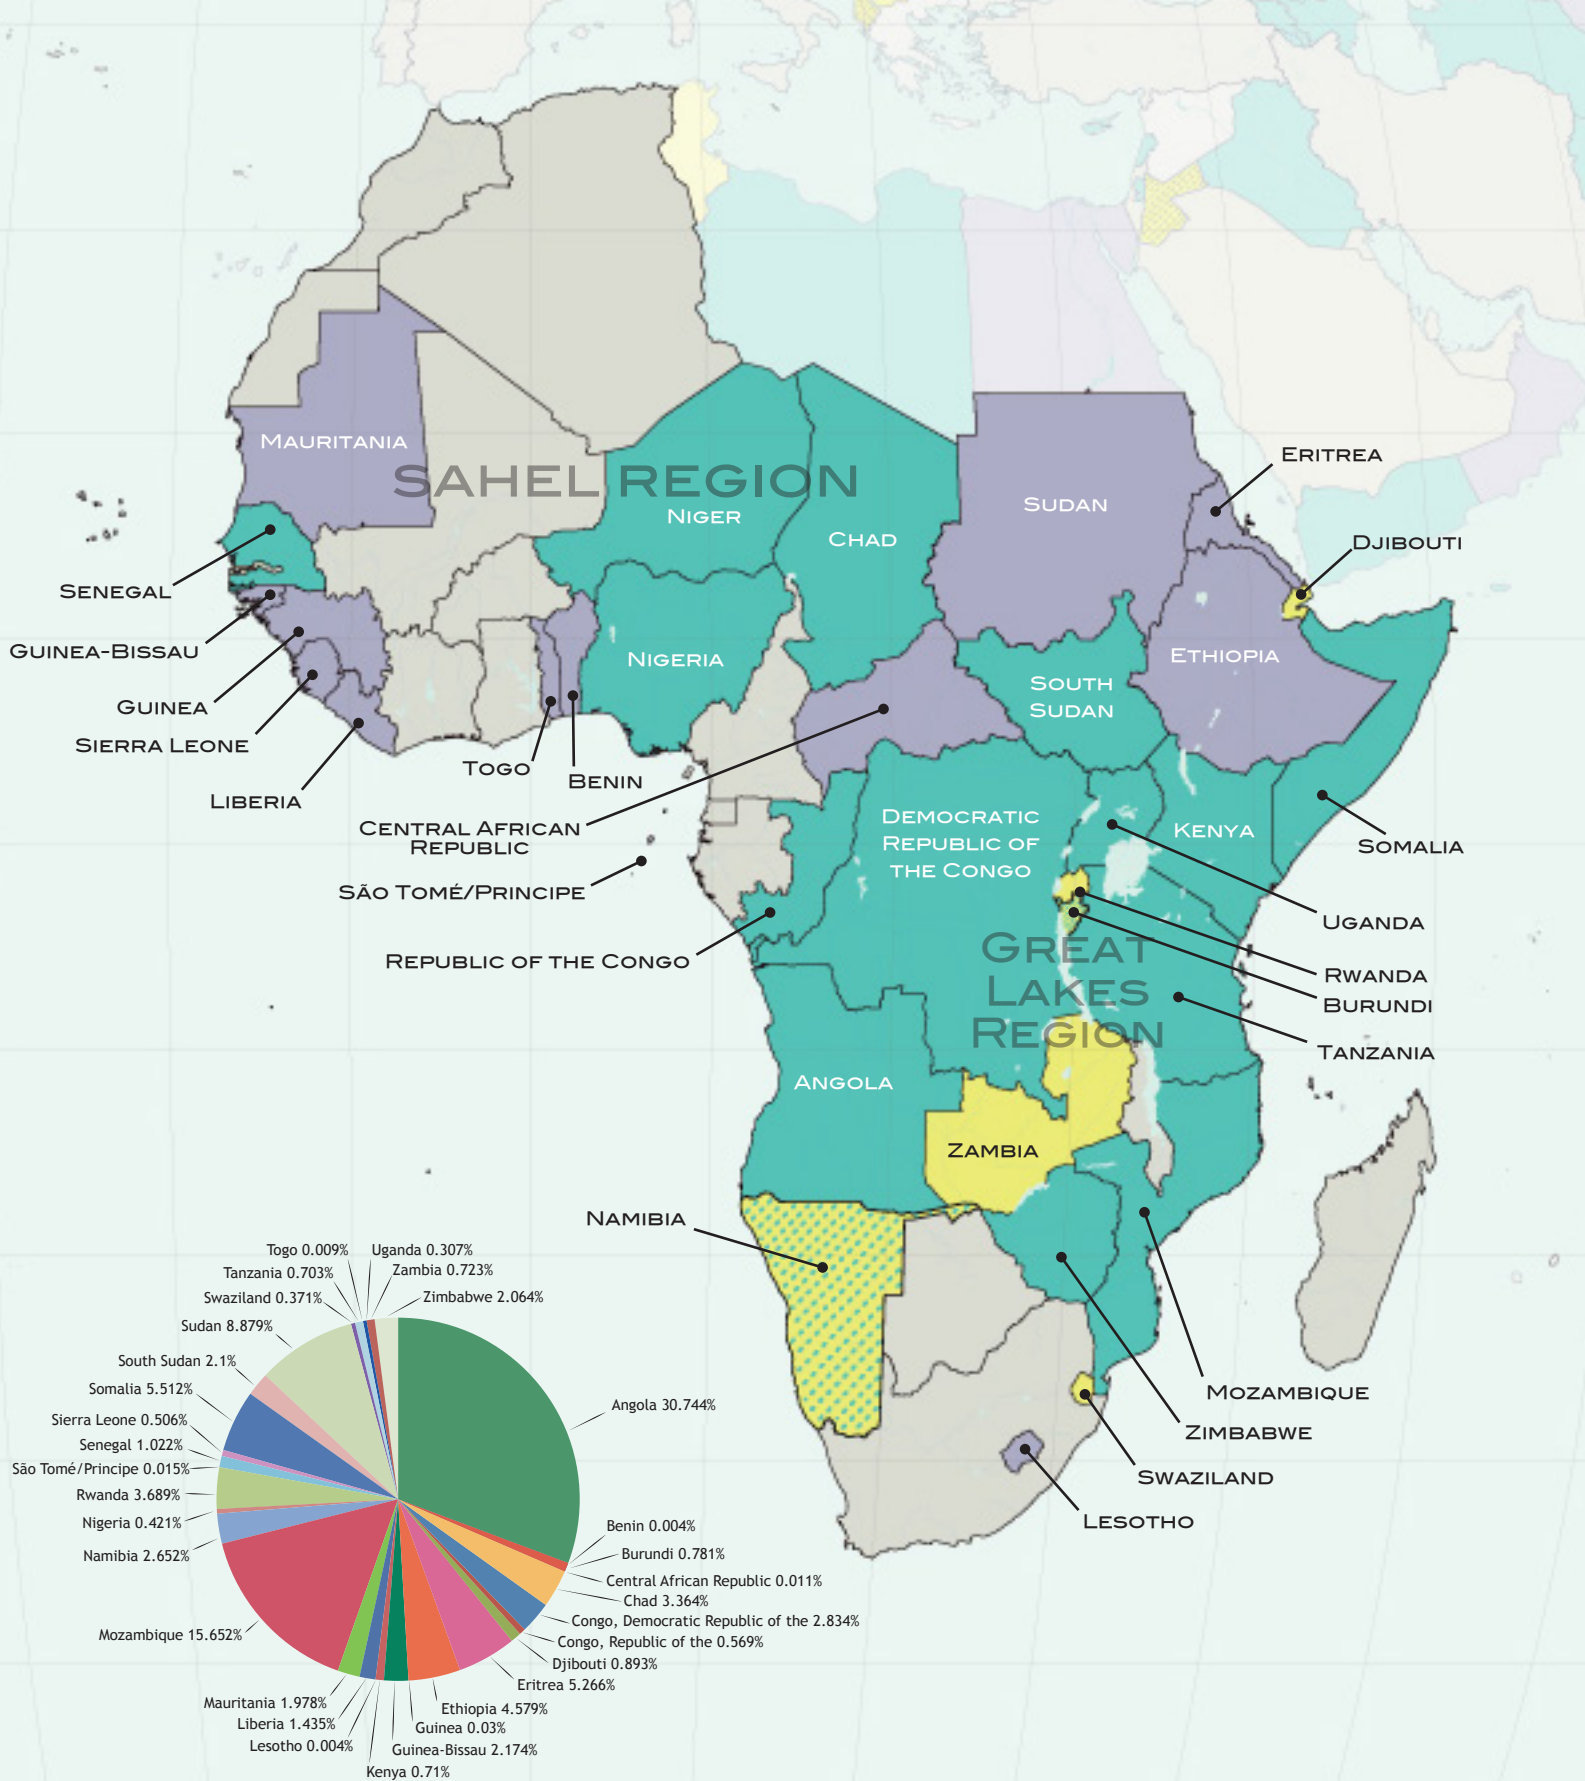 MAURITANIA
SAHEL REGION
NIGER
CHAD
SUDAN
ERITREA
DJIBOUTI
SENEGAL
GUINEA-BISSAU
GUINEA
SIERRA LEONE
LIBERIA
TOGO
BENIN
NIGERIA
ETHIOPIA
SOUTH
SUDAN
CENTRAL AFRICAN
REPUBLIC
SÃO TOMÉ/PRINCIPE
REPUBLIC OF THE CONGO
DEMOCRATIC
REPUBLIC OF
THE CONGO
KENYA
SOMALIA
UGANDA
RWANDA
BURUNDI
TANZANIA
GREAT
LAKES
REGION
ANGOLA
ZAMBIA
NAMIBIA
MOZAMBIQUE
ZIMBABWE
SWAZILAND
LESOTHO
Togo 0.009%
Uganda 0.307%
Tanzania 0.703%
Zambia 0.723%
Swaziland 0.371%
Zimbabwe 2.064%
Sudan 8.879%
South Sudan 2.1%
Somalia 5.512%
Sierra Leone 0.506%
Senegal 1.022%
São Tomé/Principe 0.015%
Rwanda 3.689%
Nigeria 0.421%
Namibia 2.652%
Mozambique 15.652%
Mauritania 1.978%
Liberia 1.435%
Lesotho 0.004%
Kenya 0.71%
Guinea-Bissau 2.174%
Guinea 0.03%
Ethiopia 4.579%
Eritrea 5.266%
Djibouti 0.893%
Congo, Republic of the 0.569%
Congo, Democratic Republic of the 2.834%
Chad 3.364%
Central African Republic 0.011%
Burundi 0.781%
Benin 0.004%
Angola 30.744%